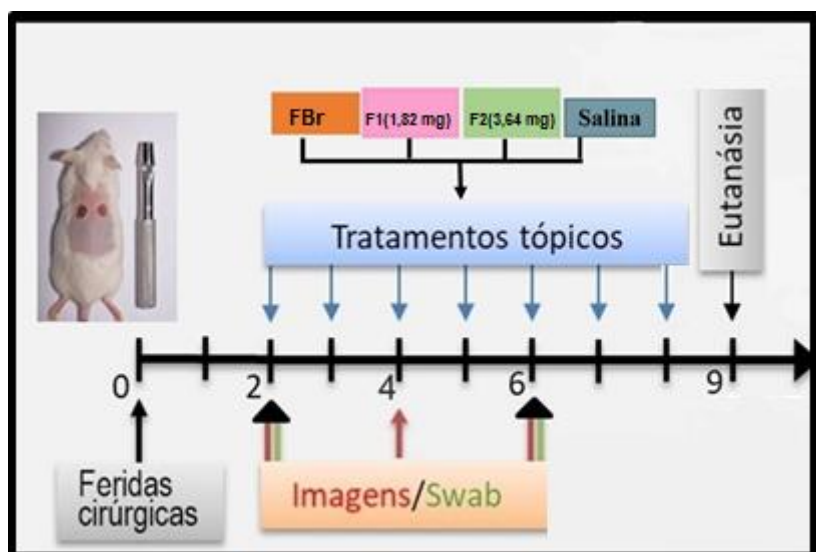 FBr
F1(1,82 mg)
F2(3,64 mg)
Salina
Tratamentos tópicos
Eutanásia
0
2
4
6
9
Feridas
cirúrgicas
Imagens/Swab